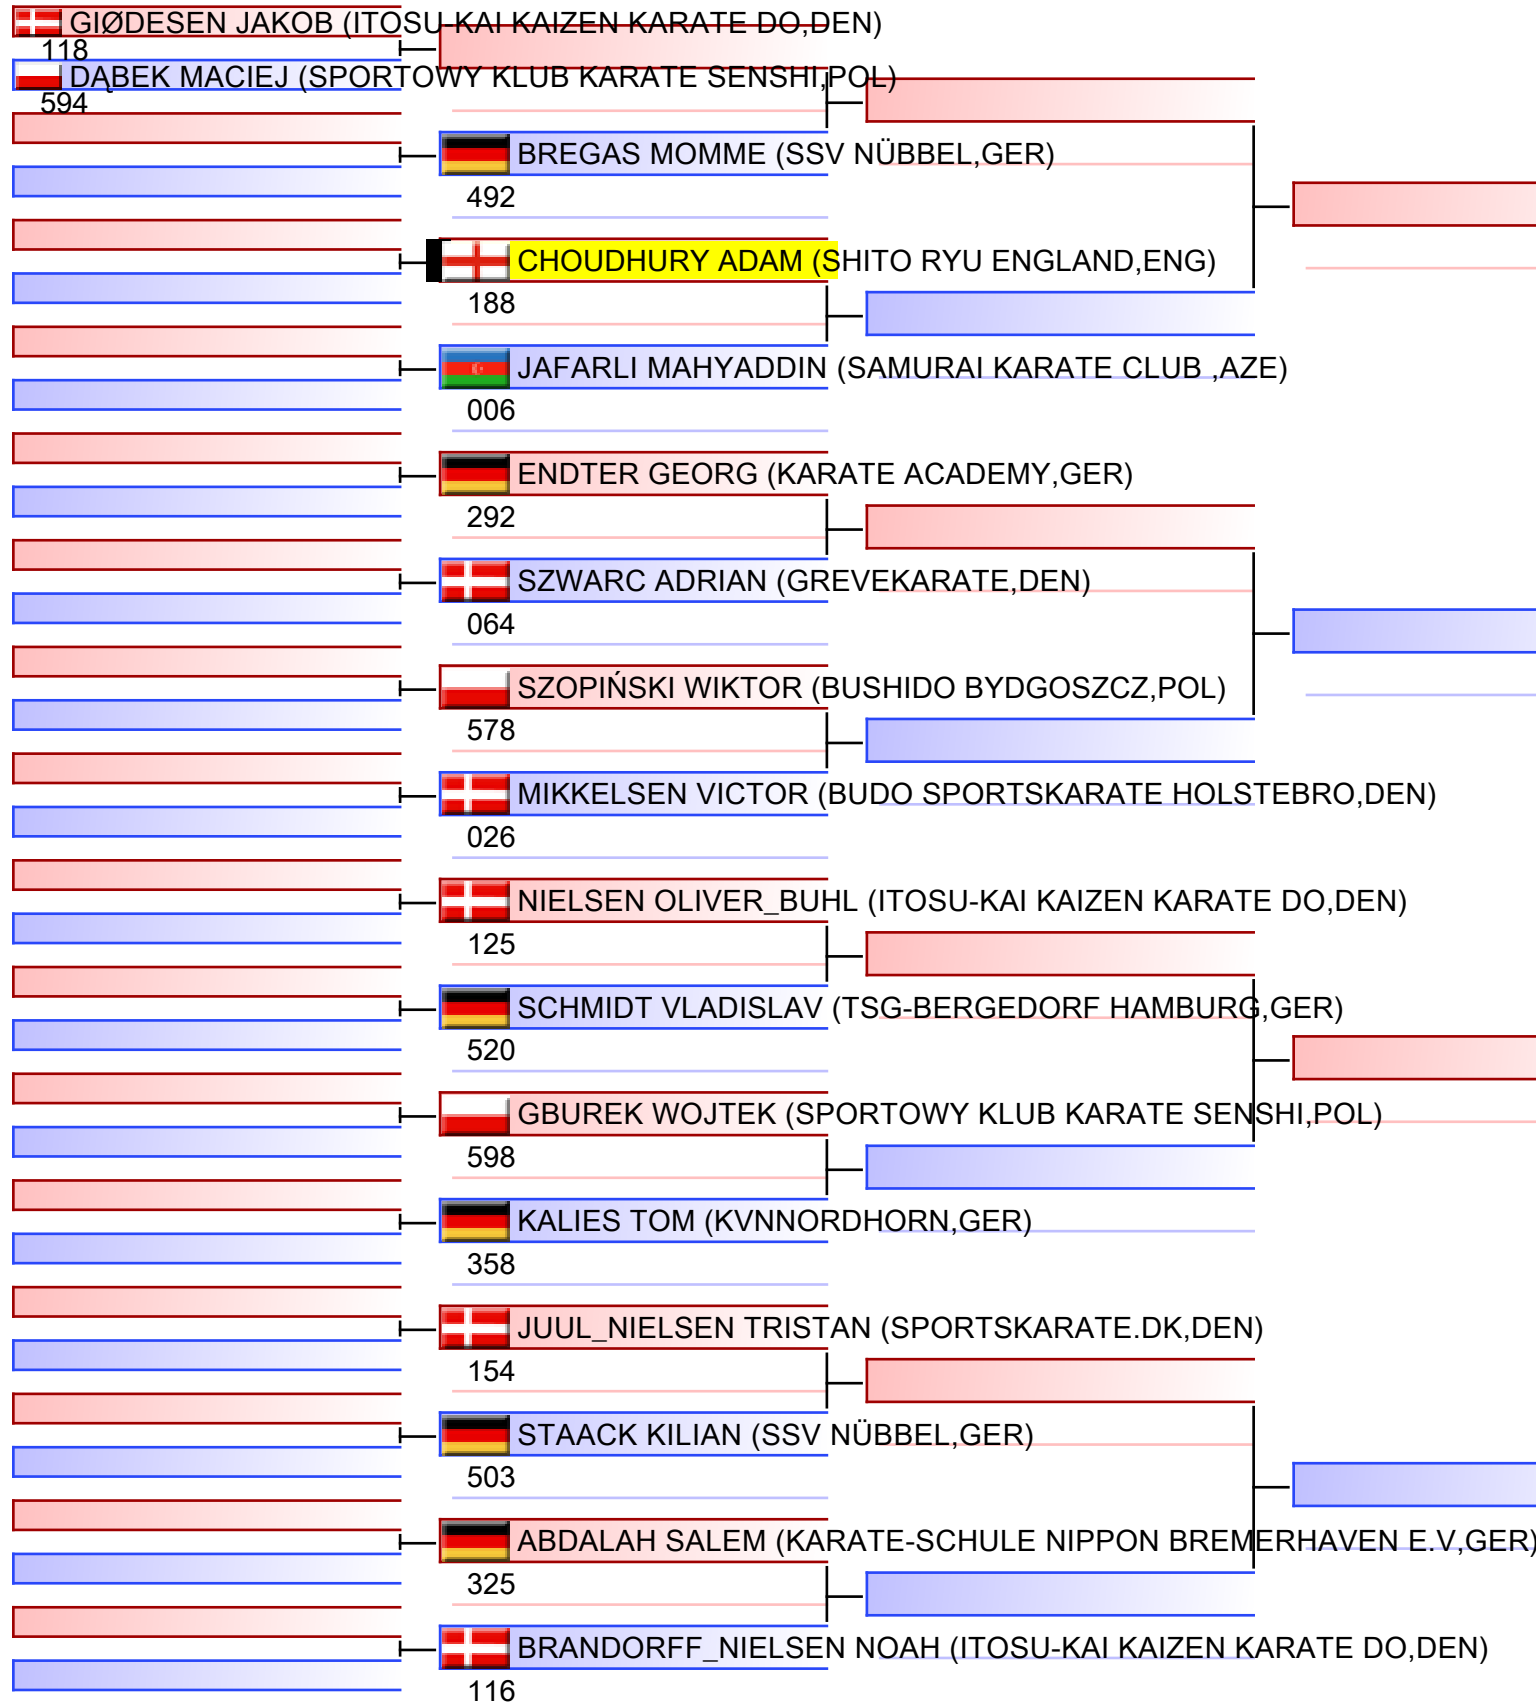 GIØDESEN JAKOB (ITOSU-KAI KAIZEN KARATE DO,DEN)
118
DĄBEK MACIEJ (SPORTOWY KLUB KARATE SENSHI,POL)
594
BREGAS MOMME (SSV NÜBBEL,GER)
492
CHOUDHURY ADAM (SHITO RYU ENGLAND,ENG)
188
JAFARLI MAHYADDIN (SAMURAI KARATE CLUB ,AZE)
006
ENDTER GEORG (KARATE ACADEMY,GER)
292
SZWARC ADRIAN (GREVEKARATE,DEN)
064
SZOPIŃSKI WIKTOR (BUSHIDO BYDGOSZCZ,POL)
578
MIKKELSEN VICTOR (BUDO SPORTSKARATE HOLSTEBRO,DEN)
026
NIELSEN OLIVER_BUHL (ITOSU-KAI KAIZEN KARATE DO,DEN)
125
SCHMIDT VLADISLAV (TSG-BERGEDORF HAMBURG,GER)
520
GBUREK WOJTEK (SPORTOWY KLUB KARATE SENSHI,POL)
598
KALIES TOM (KVNNORDHORN,GER)
358
JUUL_NIELSEN TRISTAN (SPORTSKARATE.DK,DEN)
154
STAACK KILIAN (SSV NÜBBEL,GER)
503
ABDALAH SALEM (KARATE-SCHULE NIPPON BREMERHAVEN E.V,GER)
325
BRANDORFF_NIELSEN NOAH (ITOSU-KAI KAIZEN KARATE DO,DEN)
116